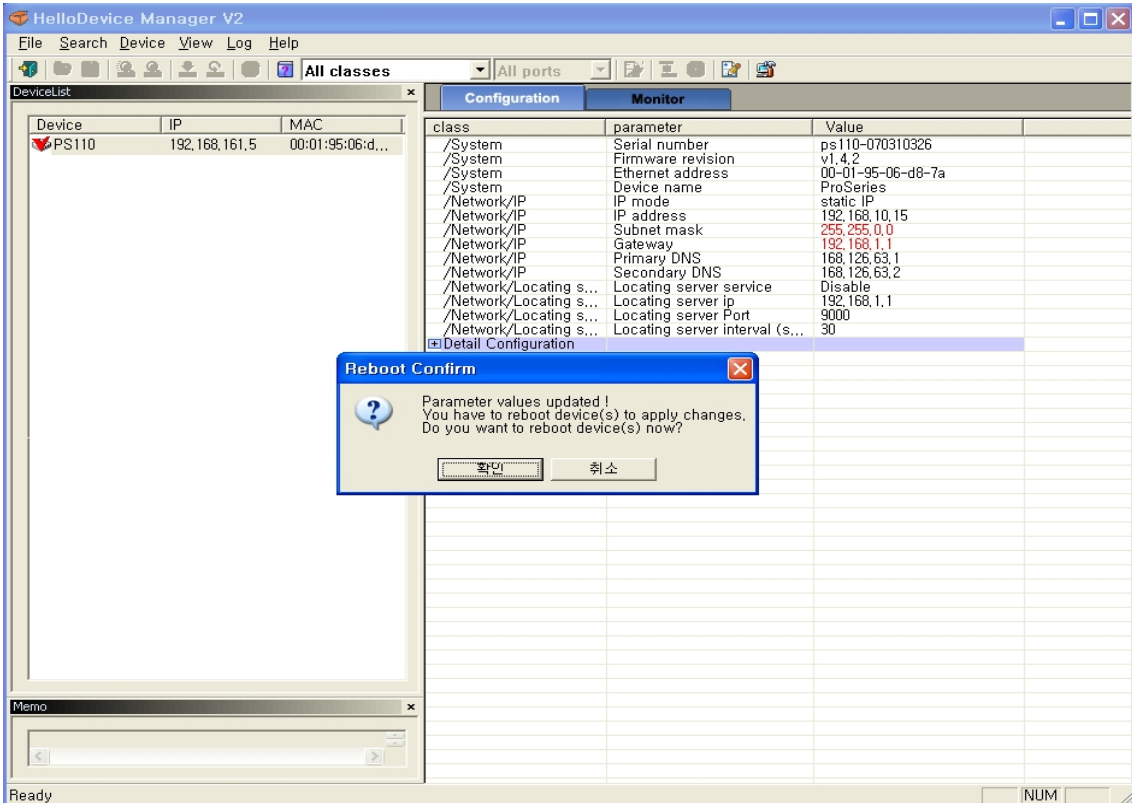 HelloDevice Manager V2
File Search Device View Log Help
All classes All ports
DeviceList
Configuration Monitor
Device IP MAC
PS110 192,168,161,5 00:01:95:06:d...
class parameter Value
/System Serial number ps110-070310326
/System Firmware revision v1,4,2
/System Ethernet address 00-01-95-06-d8-7a
/System Device name ProSeries
/Network/IP IP mode static IP
/Network/IP IP address 192,168,10,15
/Network/IP Subnet mask 255,255,0,0
/Network/IP Gateway 192,168,1,1
/Network/IP Primary DNS 168,126,63,1
/Network/IP Secondary DNS 168,126,63,2
/Network/Locating s... Locating server service Disable
/Network/Locating s... Locating server ip 192,168,1,1
/Network/Locating s... Locating server Port 9000
/Network/Locating s... Locating server interval (s... 30
Detail Configuration
Reboot Confirm
Parameter values updated !
You have to reboot device(s) to apply changes,
Do you want to reboot device(s) now?
확인 취소
Memo
Ready NUM